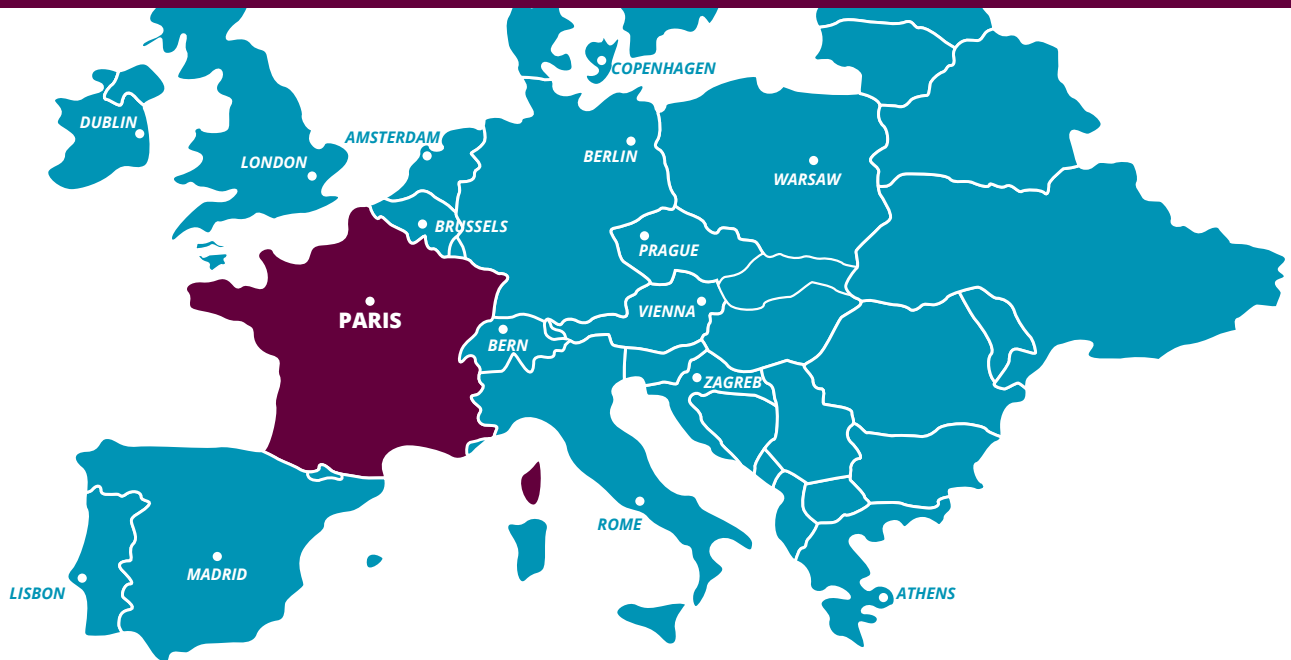 COPENHAGEN
DUBLIN
AMSTERDAM
LONDON
BERLIN
WARSAW
BRUSSELS
PRAGUE
VIENNA
PARIS
BERN
ZAGREB
ROME
MADRID
LISBON
ATHENS